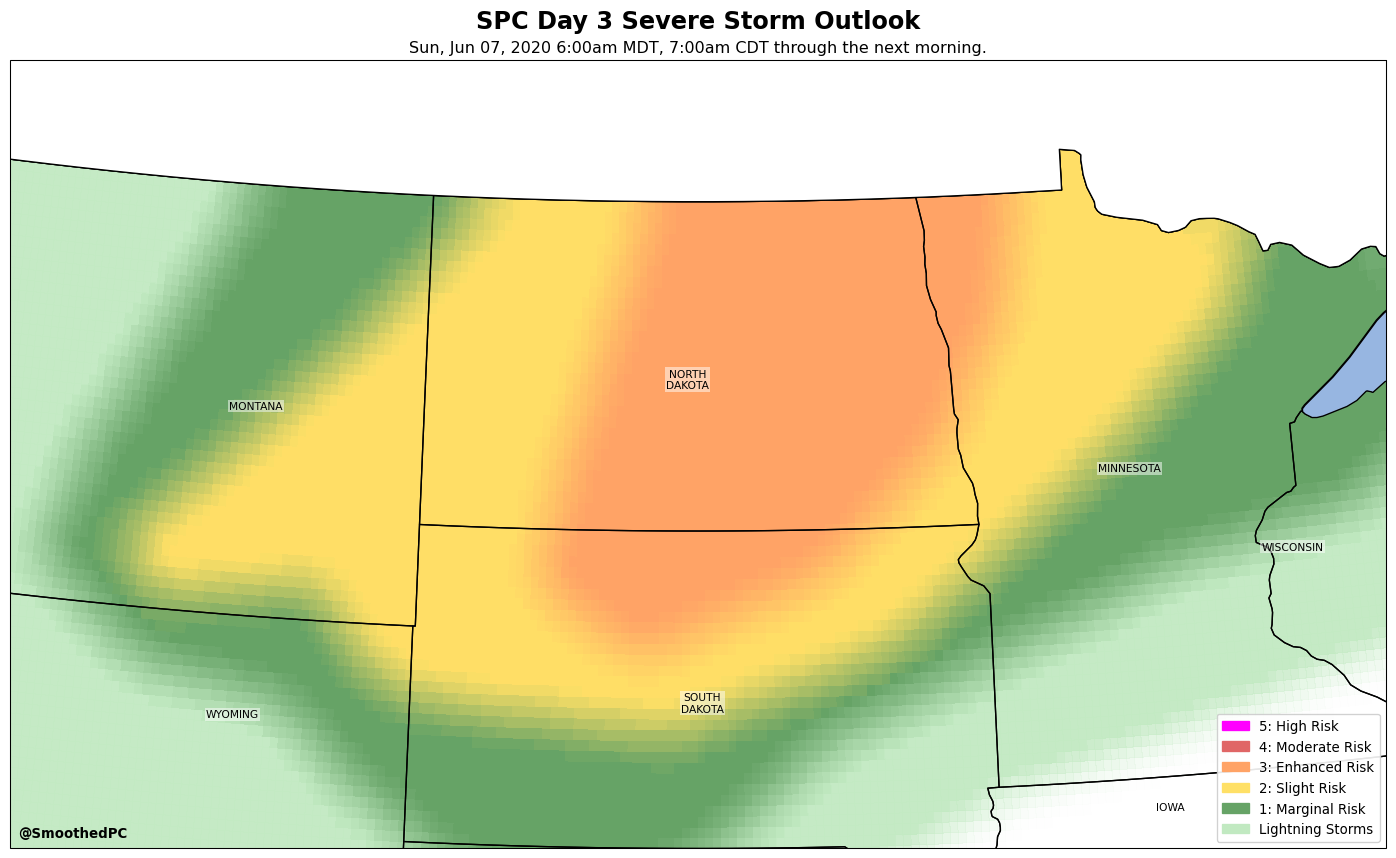 SPC Day 3 Severe Storm Outlook
Sun, Jun 07, 2020 6:00am MDT, 7:00am CDT through the next morning.
NORTH
DAKOTA
MONTANA
MINNESOTA
WISCONSIN
SOUTH
DAKOTA
WYOMING
IOWA
5: High Risk
4: Moderate Risk
3: Enhanced Risk
2: Slight Risk
1: Marginal Risk
Lightning Storms
@SmoothedPC